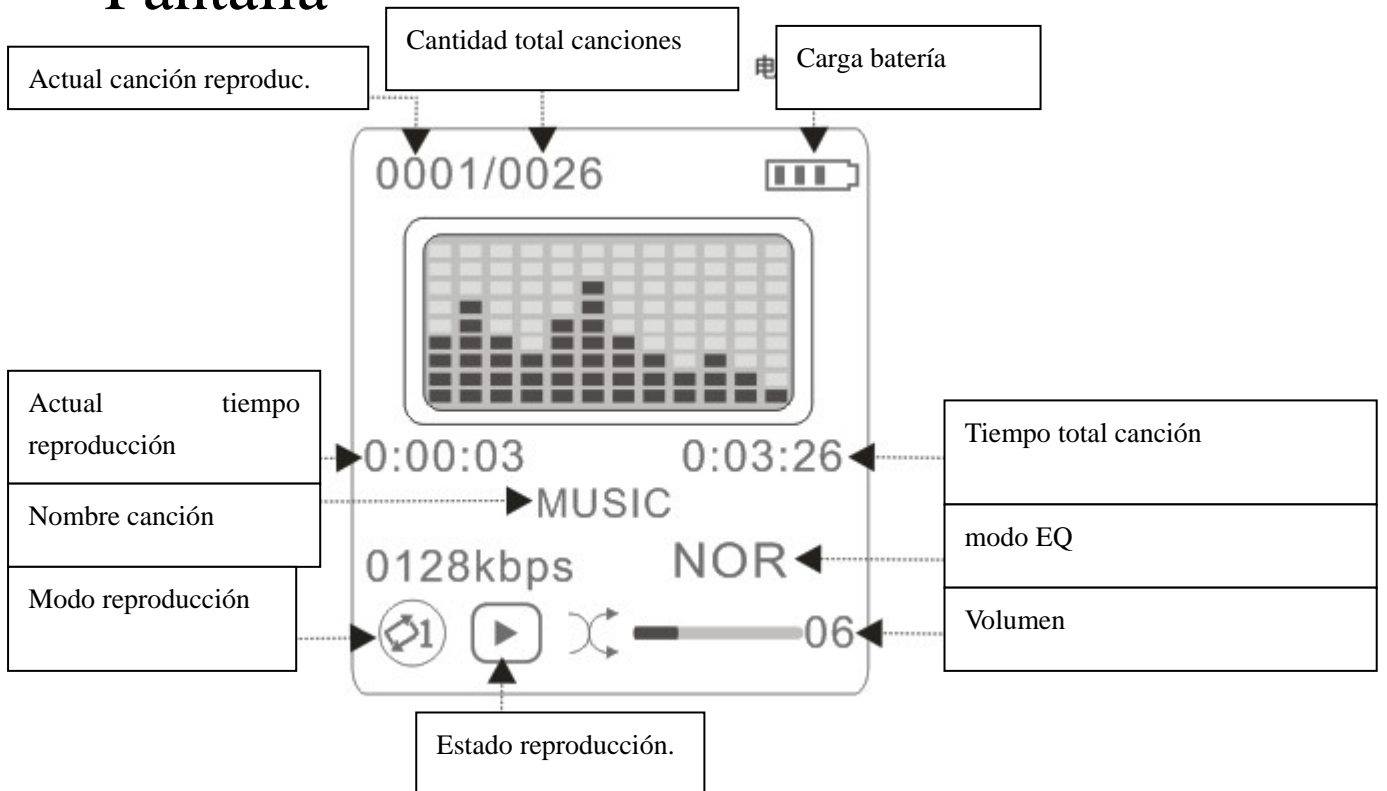 Pantalla
Cantidad total canciones
Actual canción reproduc.
电
Carga batería
0001/0026
Actual tiempo
reproducción
0:00:03
0:03:26
Tiempo total canción
Nombre canción
MUSIC
modo EQ
0128kbps
NOR
Modo reproducción
1
06
Volumen
Estado reproducción.